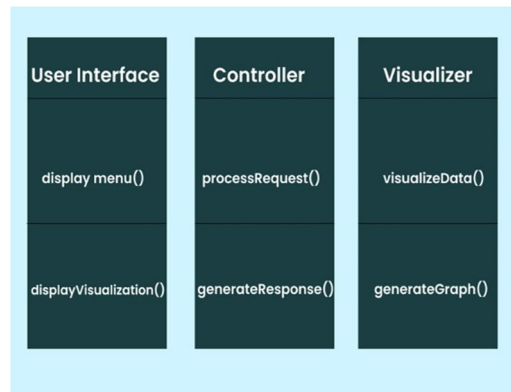 User Interface
Controller
Visualizer
display menu()
processRequest()
visualizeData()
displayVisualization()
generateResponse()
generateGraph()